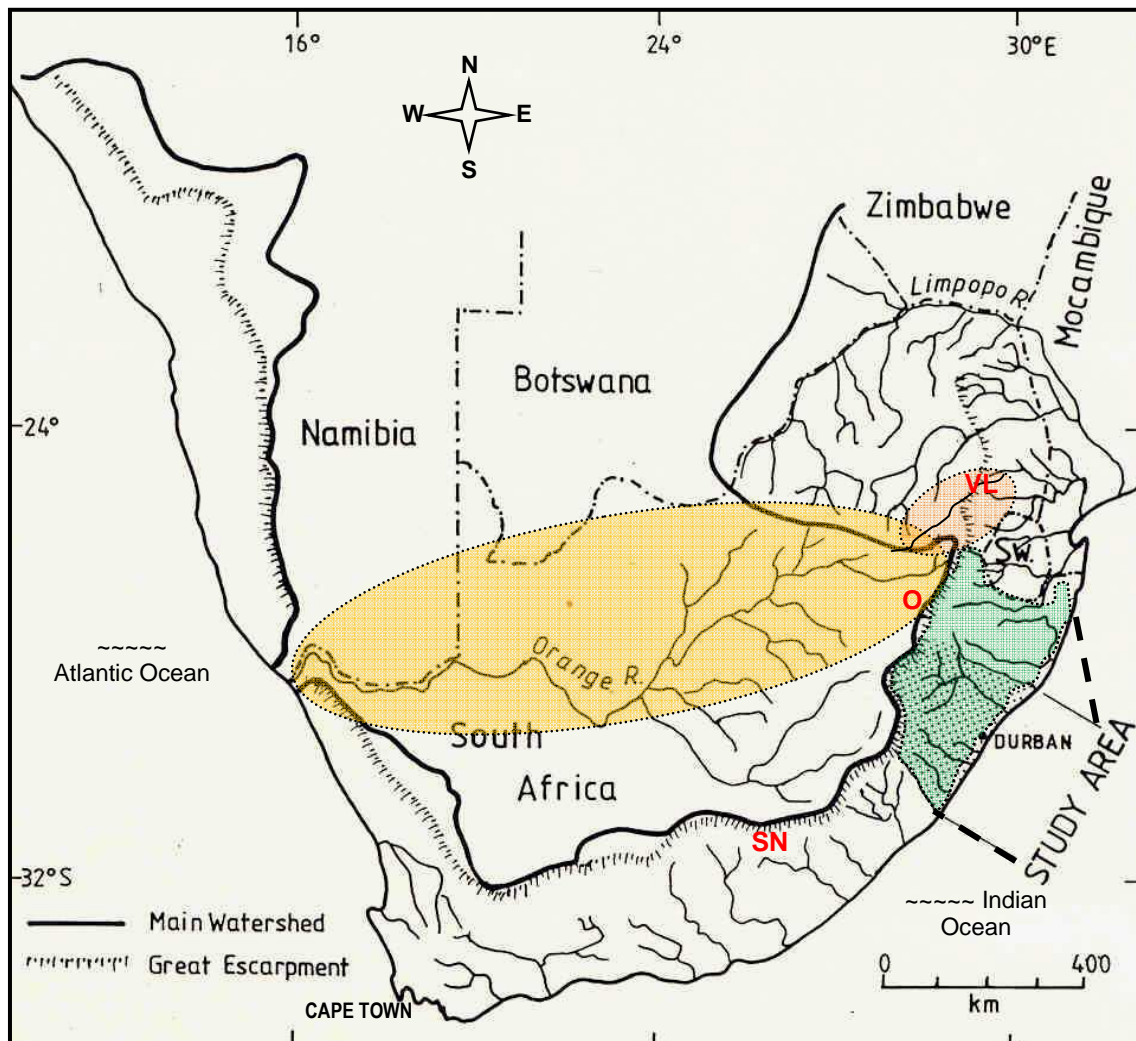 16°
24°
30°E
N
W
E
S
Zimbabwe
Mocambique
Limpopo R.
Botswana
Namibia
24°
VL
SW.
O
~~~~~
Atlantic Ocean
Orange R.
South
Africa
DURBAN
STUDY AREA
SN
32°S
~~~~~ Indian
Ocean
Main Watershed
Great Escarpment
0 400
km
CAPE TOWN